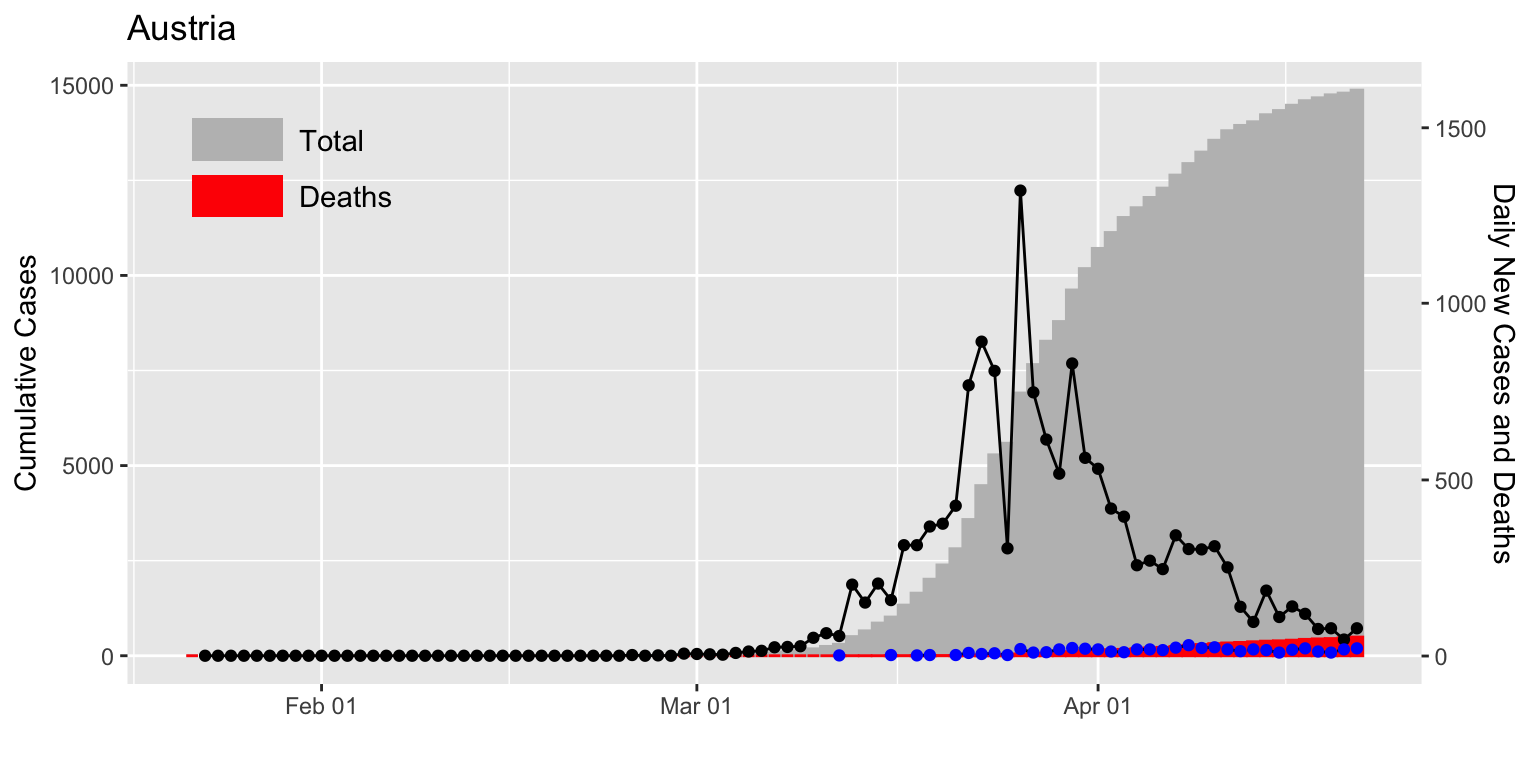 Austria
15000
10000
5000
0
Cumulative Cases
Total
Deaths
1500
1000
500
0
Daily New Cases and Deaths
Feb 01
Mar 01
Apr 01